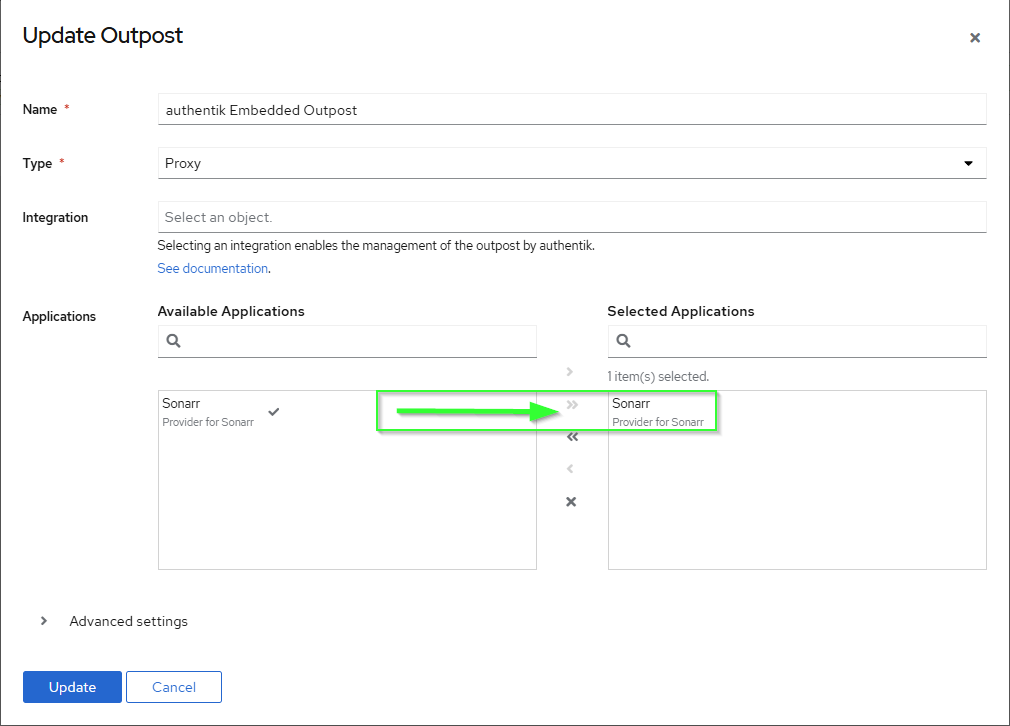 Update Outpost
Name *
authentik Embedded Outpost
Type *
Proxy
Integration
Select an object.
Selecting an integration enables the management of the outpost by authentik.
See documentation.
Applications
Available Applications
Sonarr
Provider for Sonarr
Selected Applications
1 item(s) selected.
Sonarr
Provider for Sonarr
Advanced settings
Update
Cancel